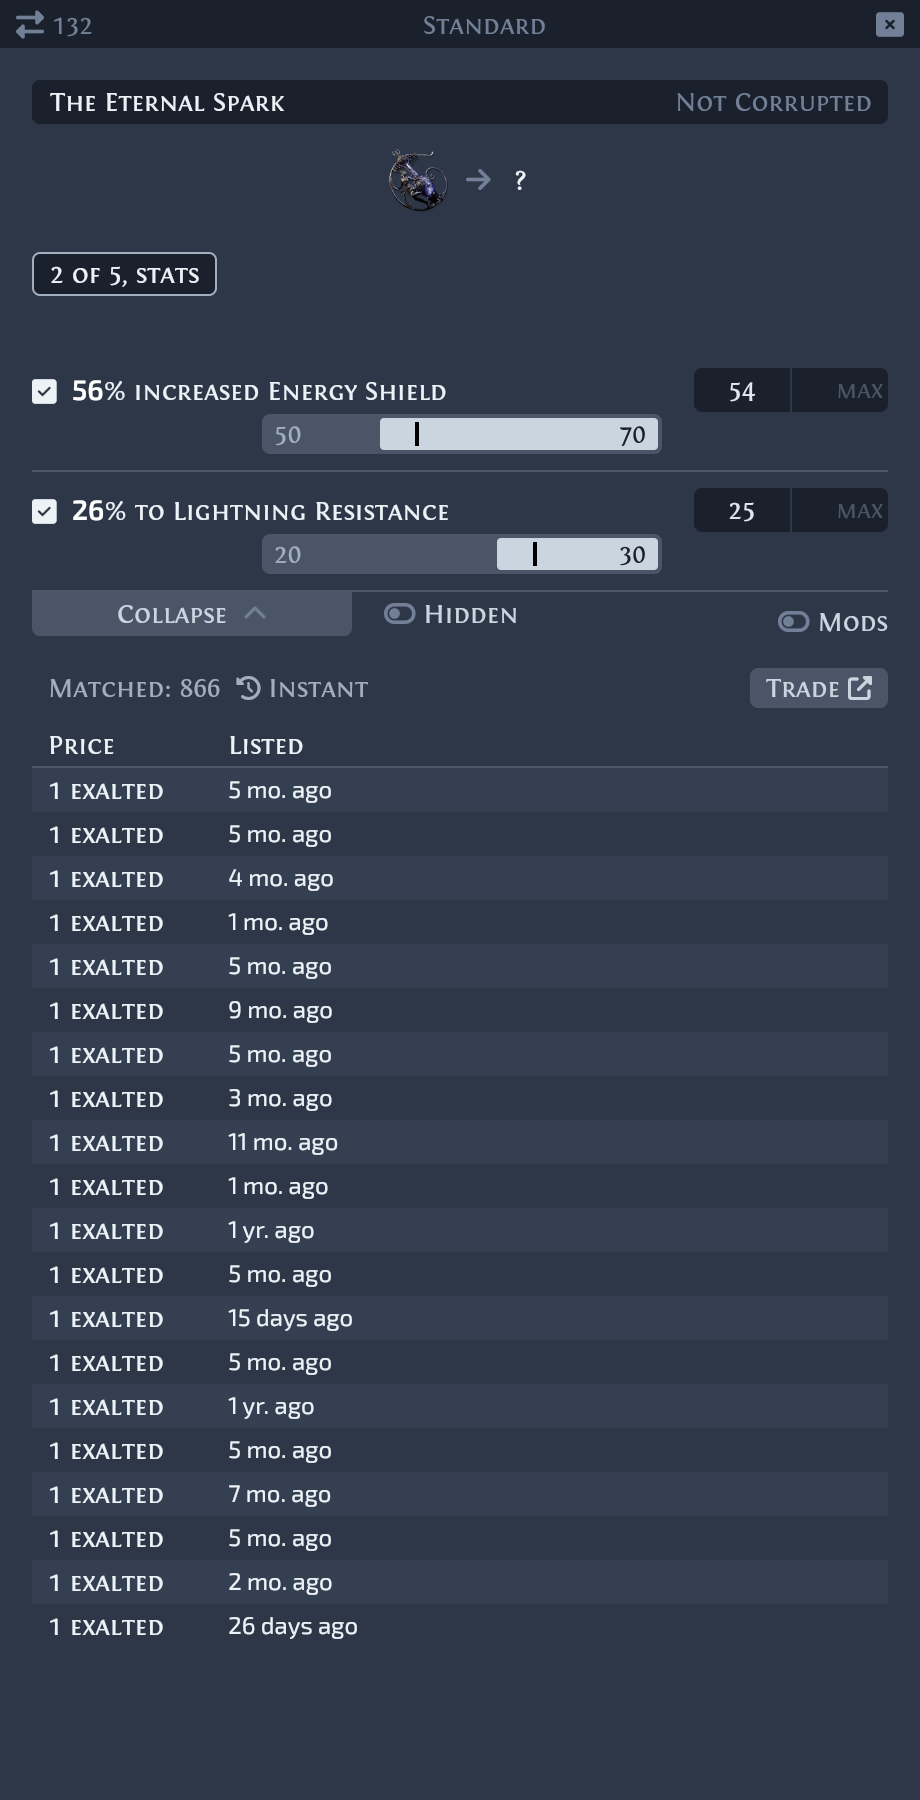 132 Standard
The Eternal Spark Not Corrupted
?
2 of 5, stats
56% increased Energy Shield 54 max
50 70
26% to Lightning Resistance 25 max
20 30
Collapse Hidden Mods
Matched: 866 Instant Trade
Price Listed
1 exalted 5 mo. ago
1 exalted 5 mo. ago
1 exalted 4 mo. ago
1 exalted 1 mo. ago
1 exalted 5 mo. ago
1 exalted 9 mo. ago
1 exalted 5 mo. ago
1 exalted 3 mo. ago
1 exalted 11 mo. ago
1 exalted 1 mo. ago
1 exalted 1 yr. ago
1 exalted 5 mo. ago
1 exalted 15 days ago
1 exalted 5 mo. ago
1 exalted 1 yr. ago
1 exalted 5 mo. ago
1 exalted 7 mo. ago
1 exalted 5 mo. ago
1 exalted 2 mo. ago
1 exalted 26 days ago